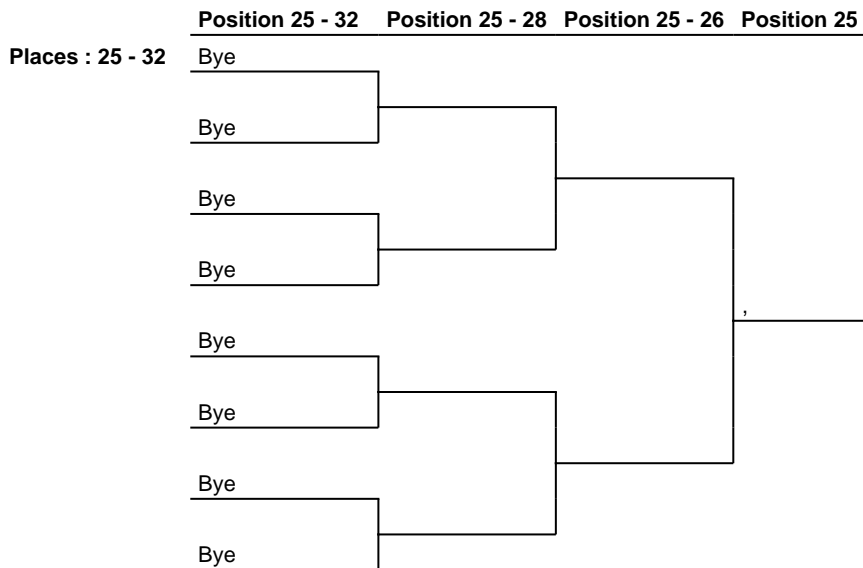 Position 25 - 32 Position 25 - 28 Position 25 - 26 Position 25
Places : 25 - 32 Bye
Bye
Bye
Bye
,
Bye
Bye
Bye
Bye